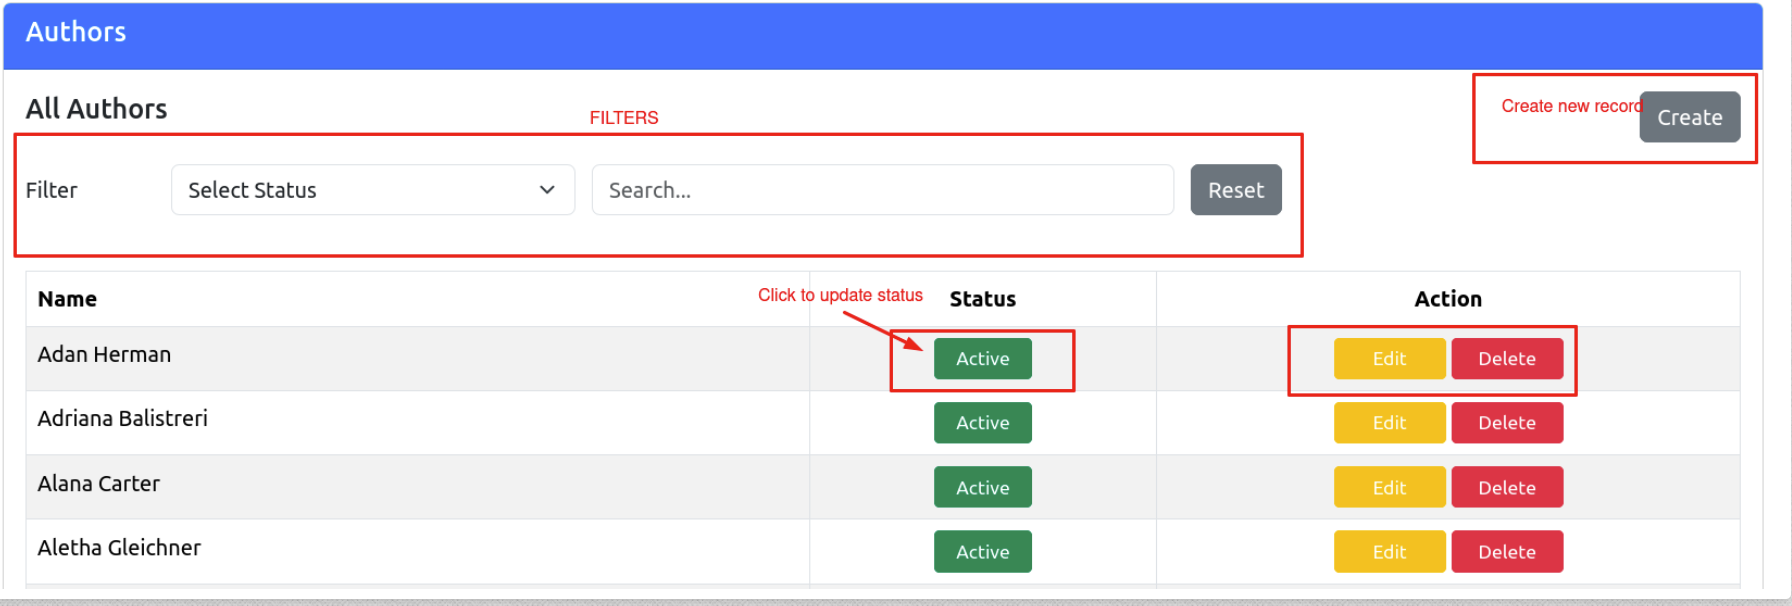 Authors
All Authors
FILTERS
Create new record
Create
Filter
Select Status
Search...
Reset
Name
Click to update status
Status
Action
Adan Herman
Active
Edit
Delete
Adriana Balistreri
Active
Edit
Delete
Alana Carter
Active
Edit
Delete
Aletha Gleichner
Active
Edit
Delete